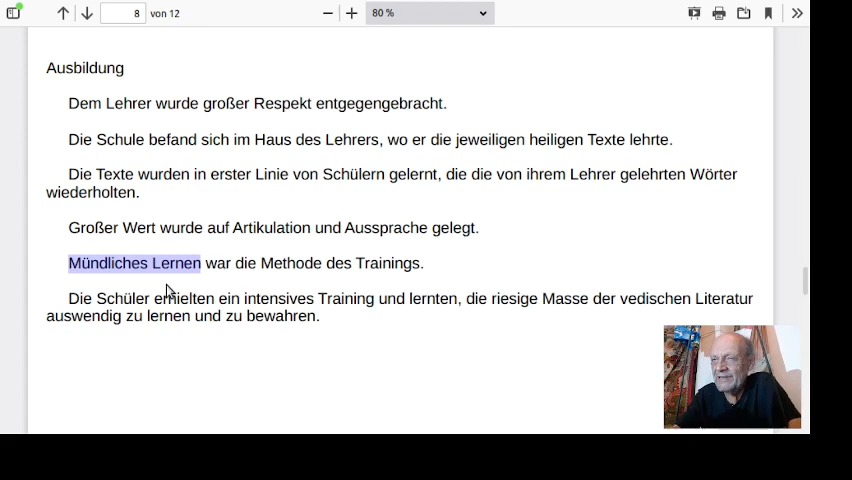 8 von 12
80 %
Ausbildung
Dem Lehrer wurde großer Respekt entgegengebracht.
Die Schule befand sich im Haus des Lehrers, wo er die jeweiligen heiligen Texte lehrte.
Die Texte wurden in erster Linie von Schülern gelernt, die die von ihrem Lehrer gelehrten Wörter
wiederholten.
Großer Wert wurde auf Artikulation und Aussprache gelegt.
Mündliches Lernen war die Methode des Trainings.
Die Schüler erhielten ein intensives Training und lernten, die riesige Masse der vedischen Literatur
auswendig zu lernen und zu bewahren.